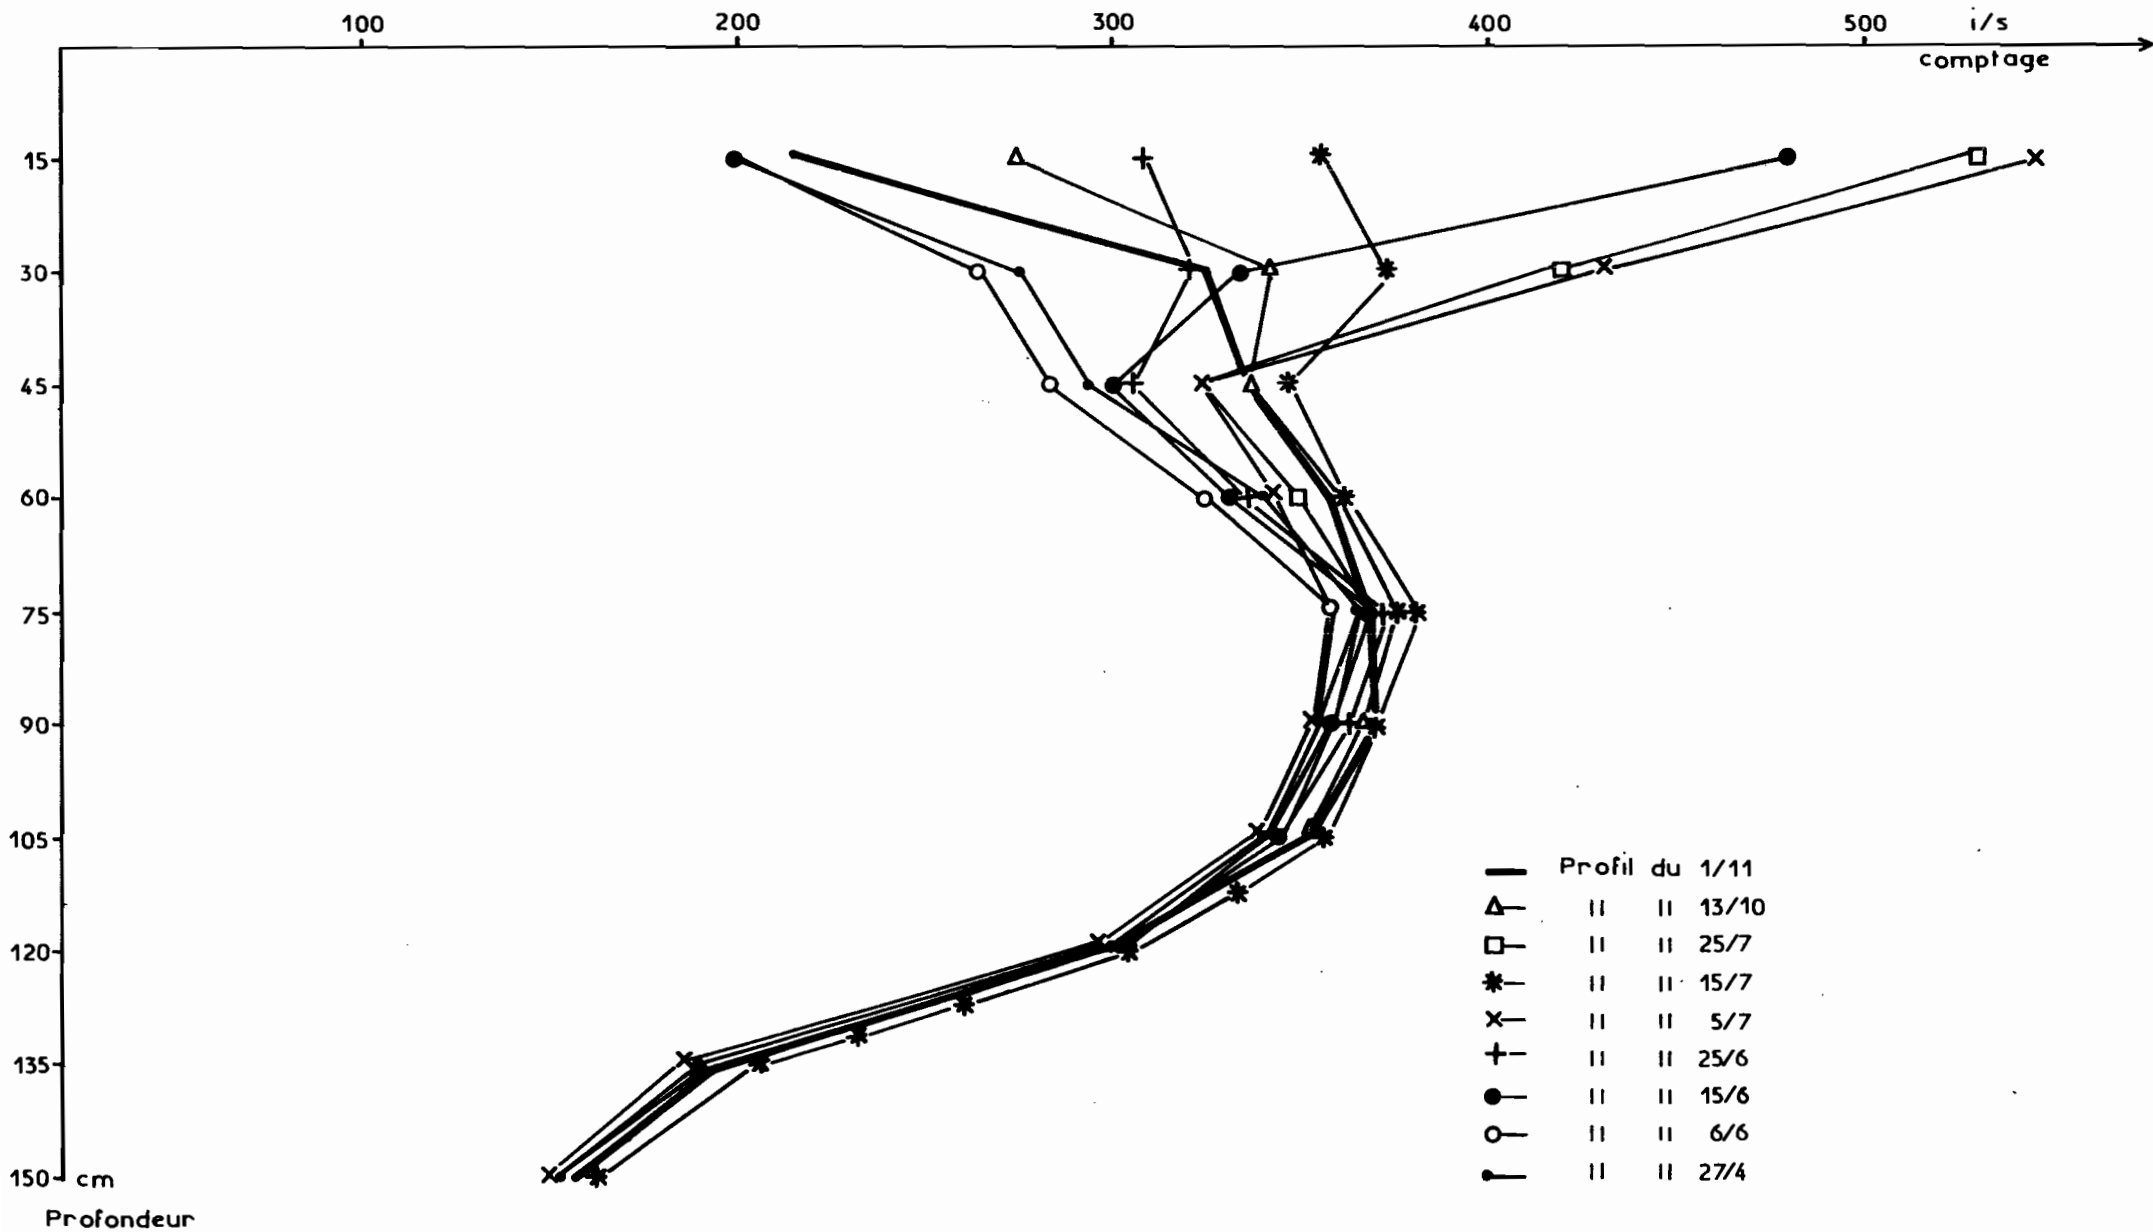 100 200 300 400 500 i/s
comptage
15
30
45
60
75
90
105
120
135
150 cm
Profondeur
Profil du 1/11
" " 13/10
" " 25/7
" " 15/7
" " 5/7
" " 25/6
" " 15/6
" " 6/6
" " 27/4